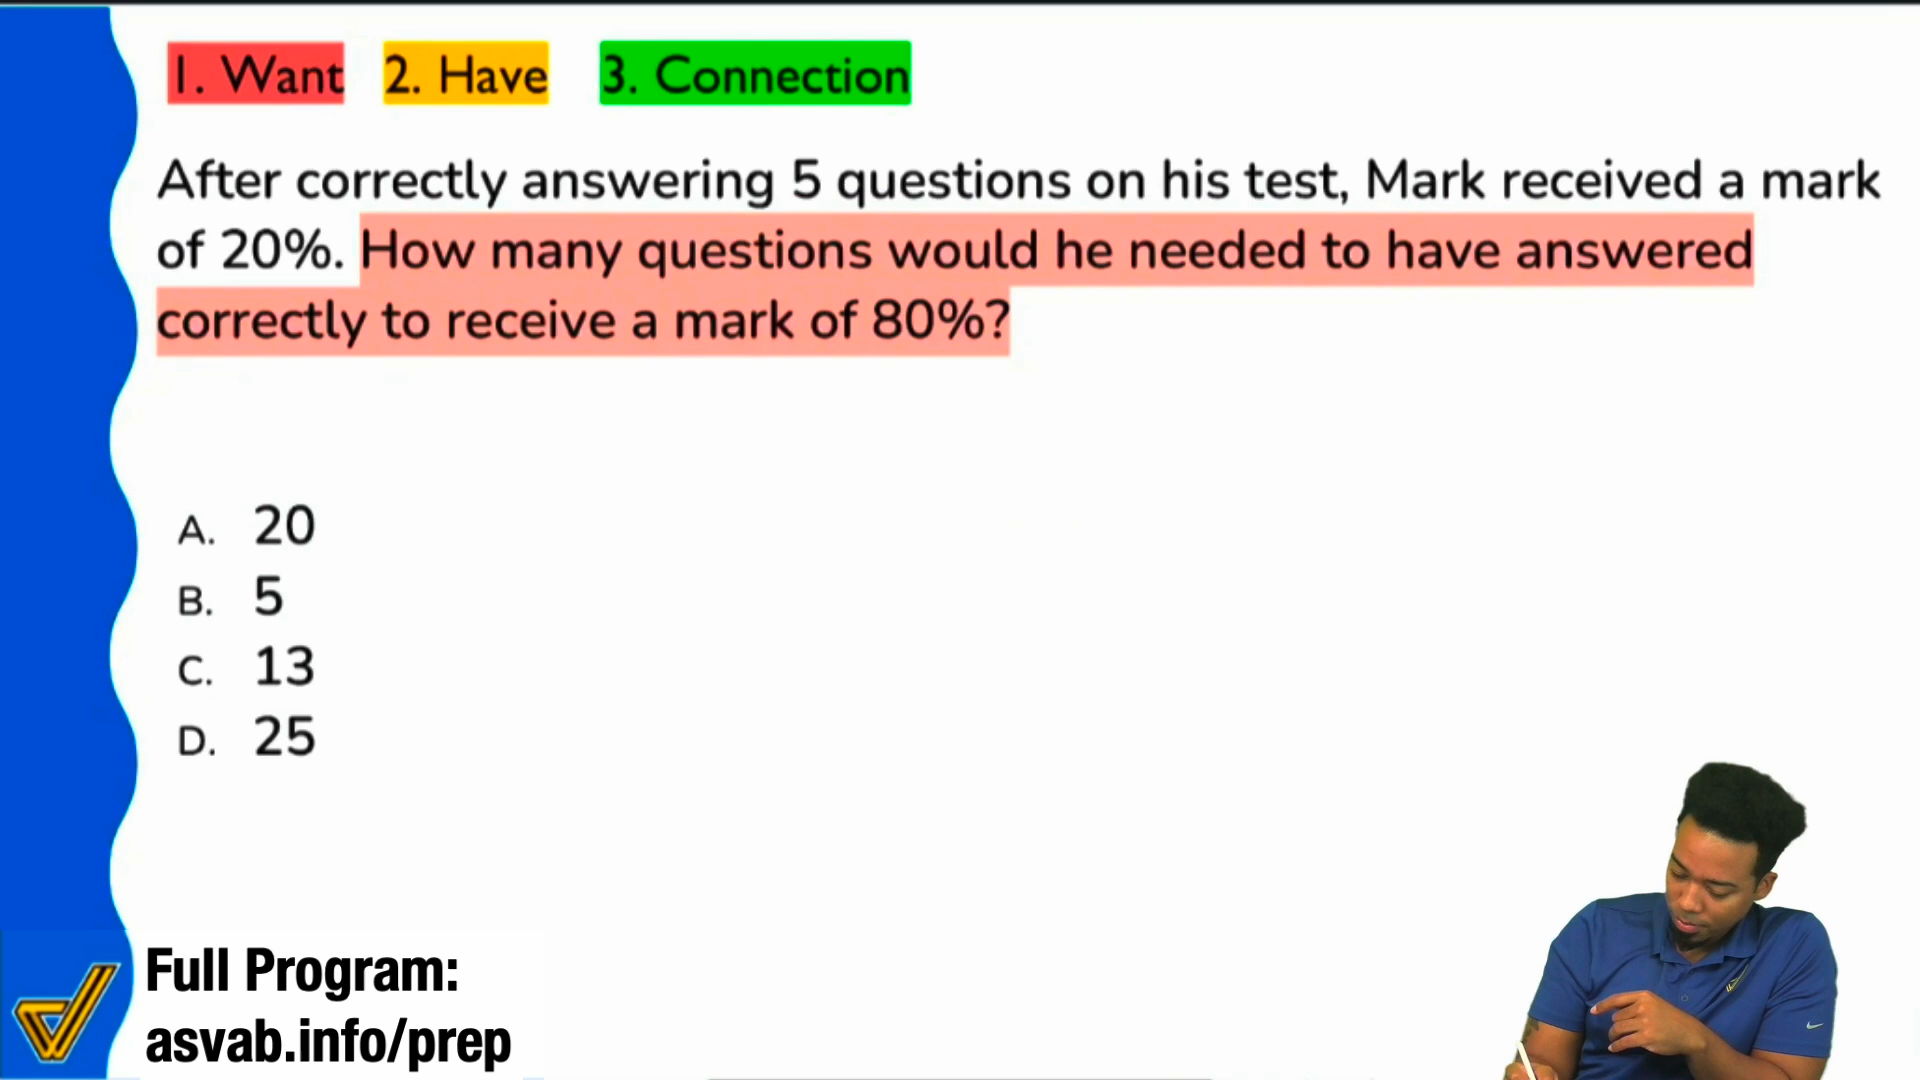 1. Want 2. Have 3. Connection
After correctly answering 5 questions on his test, Mark received a mark
of 20%. How many questions would he needed to have answered
correctly to receive a mark of 80%?
A. 20
B. 5
C. 13
D. 25
Full Program:
asvab.info/prep